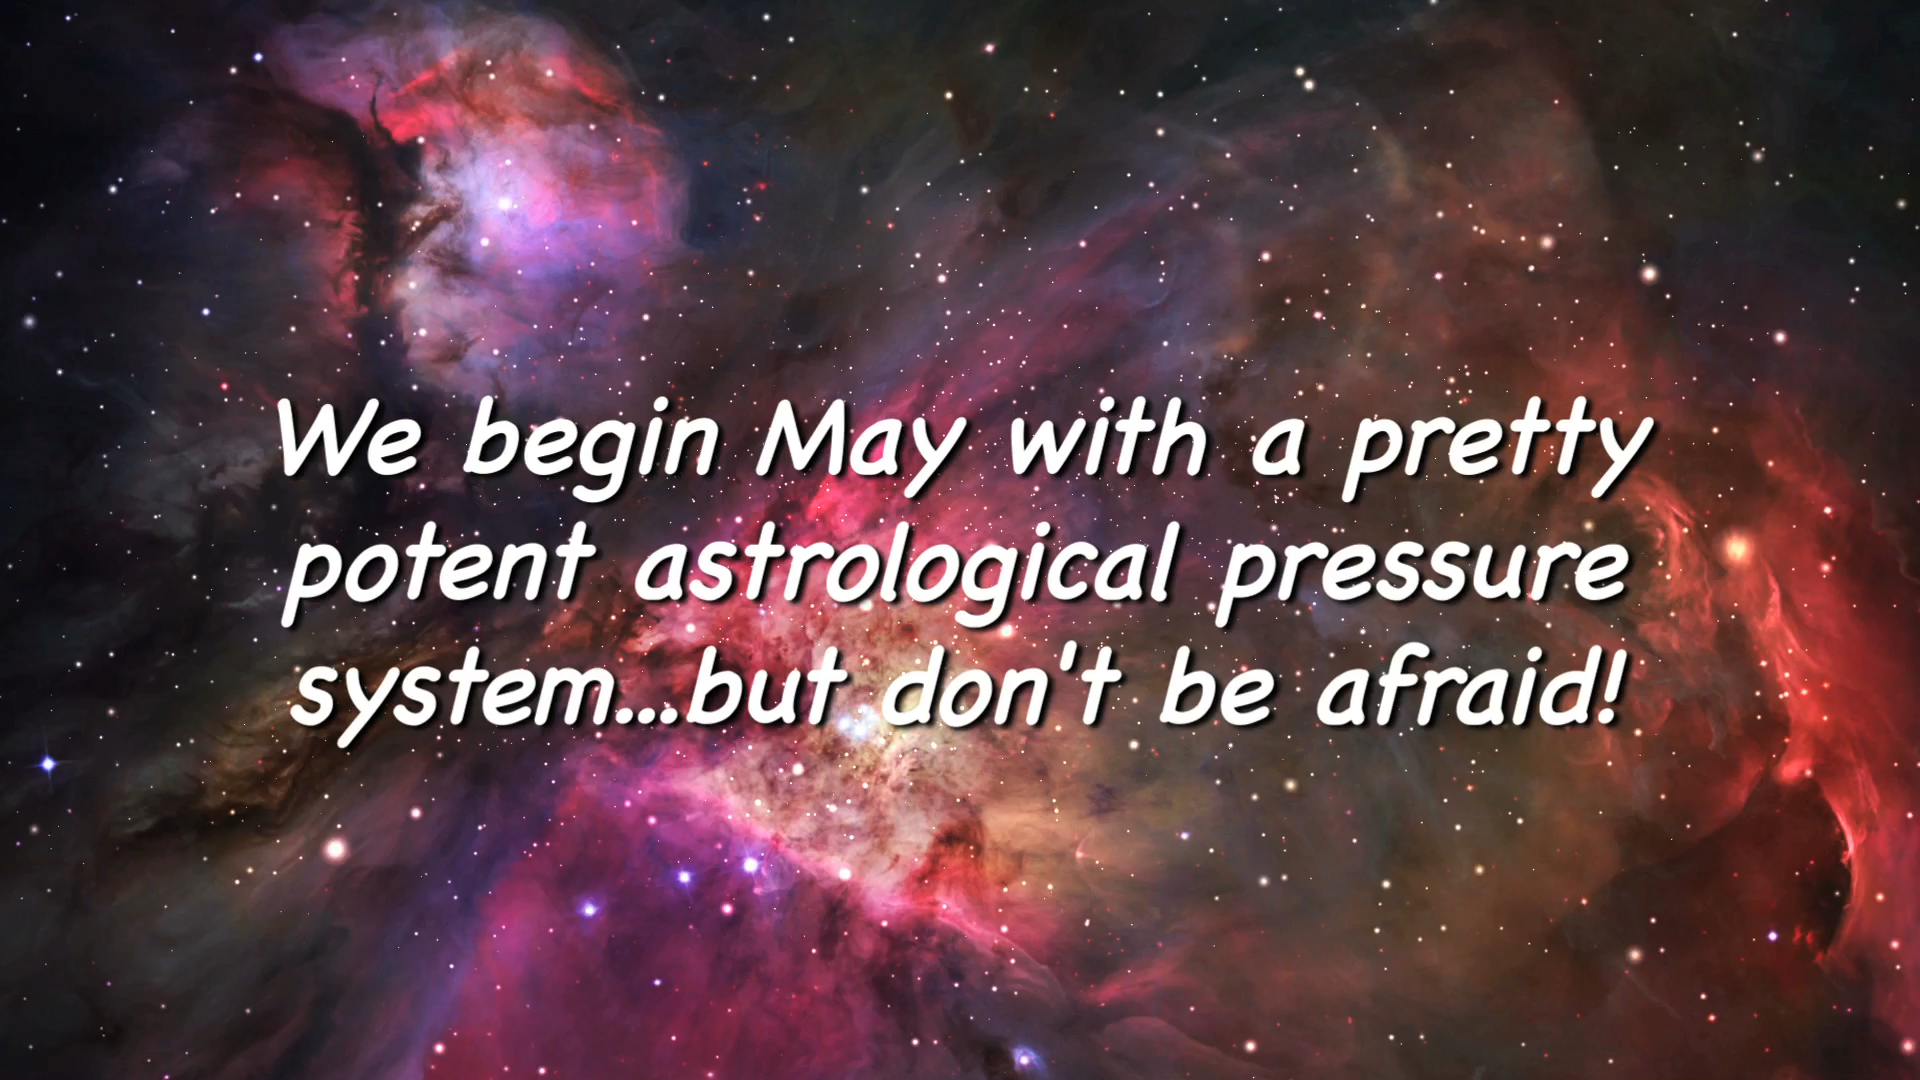 We begin May with a pretty
potent astrological pressure
system...but don't be afraid!